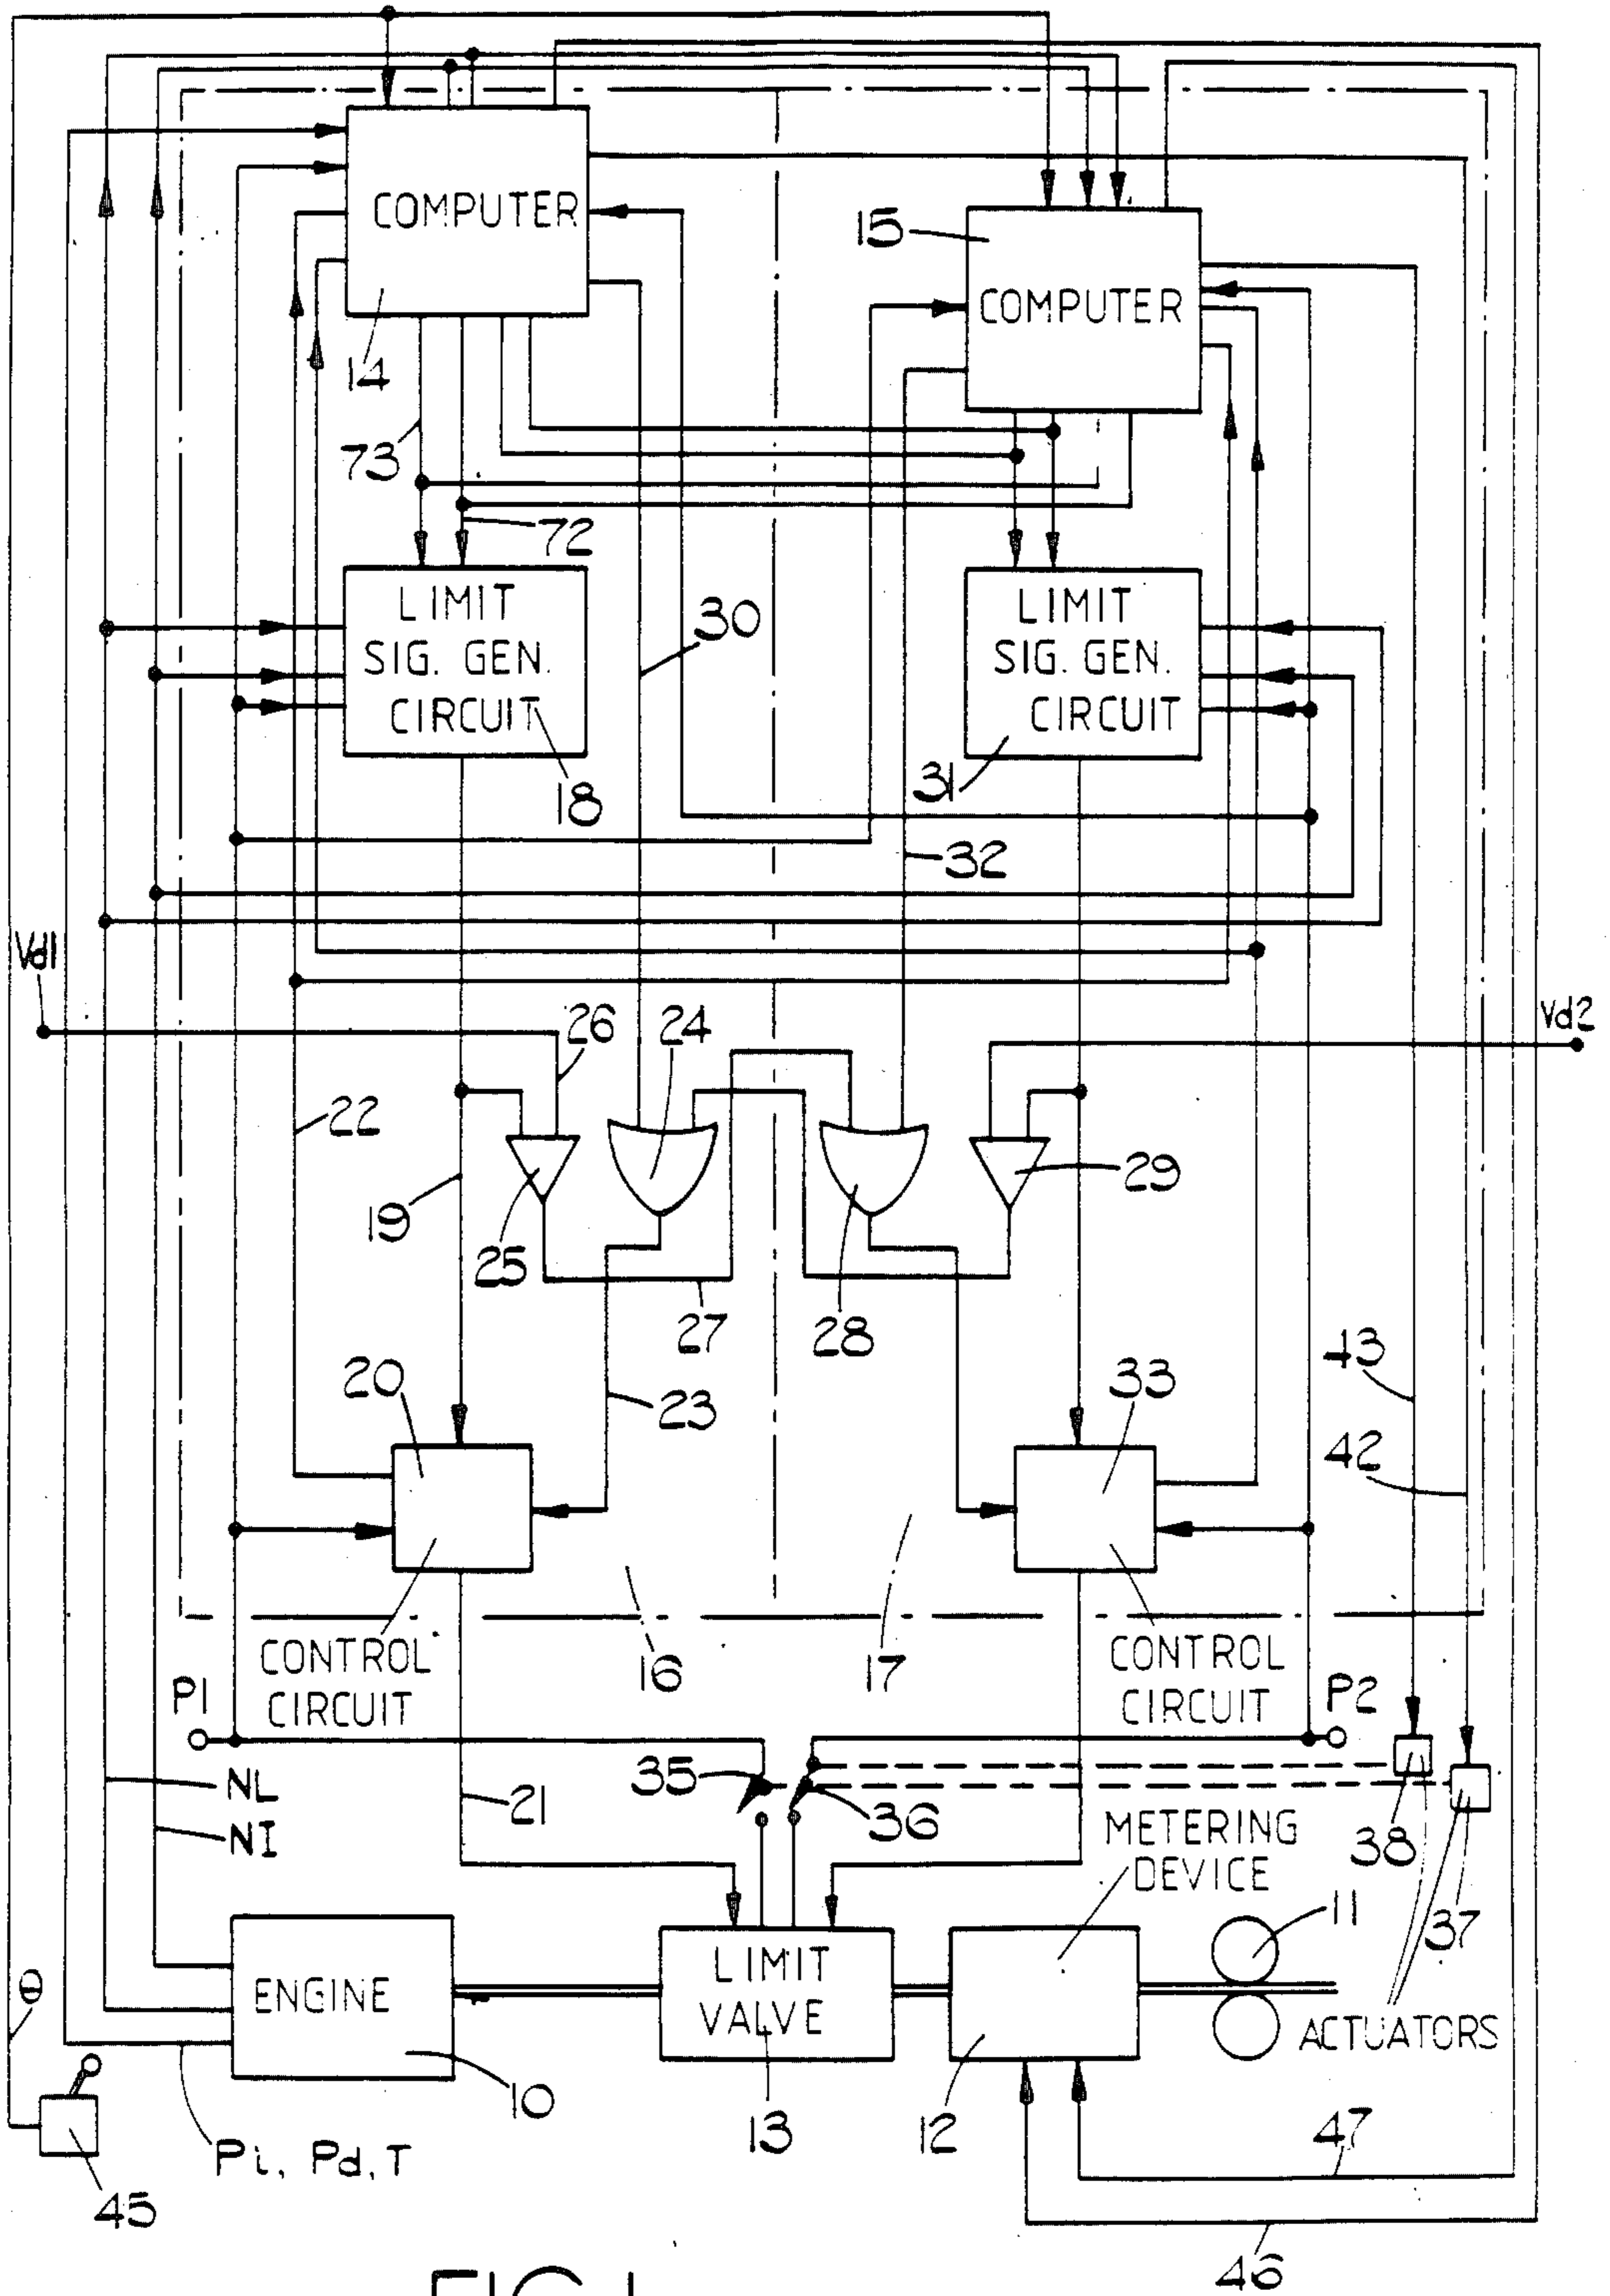 COMPUTER
14
15
COMPUTER
73
72
LIMIT
SIG. GEN.
CIRCUIT
18
30
LIMIT
SIG. GEN.
CIRCUIT
31
32
Vd1
Vd2
26
24
22
19
25
27
28
29
20
23
33
43
42
CONTROL
CIRCUIT
16
17
CONTROL
CIRCUIT
P1
P2
35
36
38
37
NL
NI
21
METERING
DEVICE
11
ENGINE
10
LIMIT
VALVE
13
12
ACTUATORS
θ
45
Pi, Pd, T
47
46
FIG. 1.